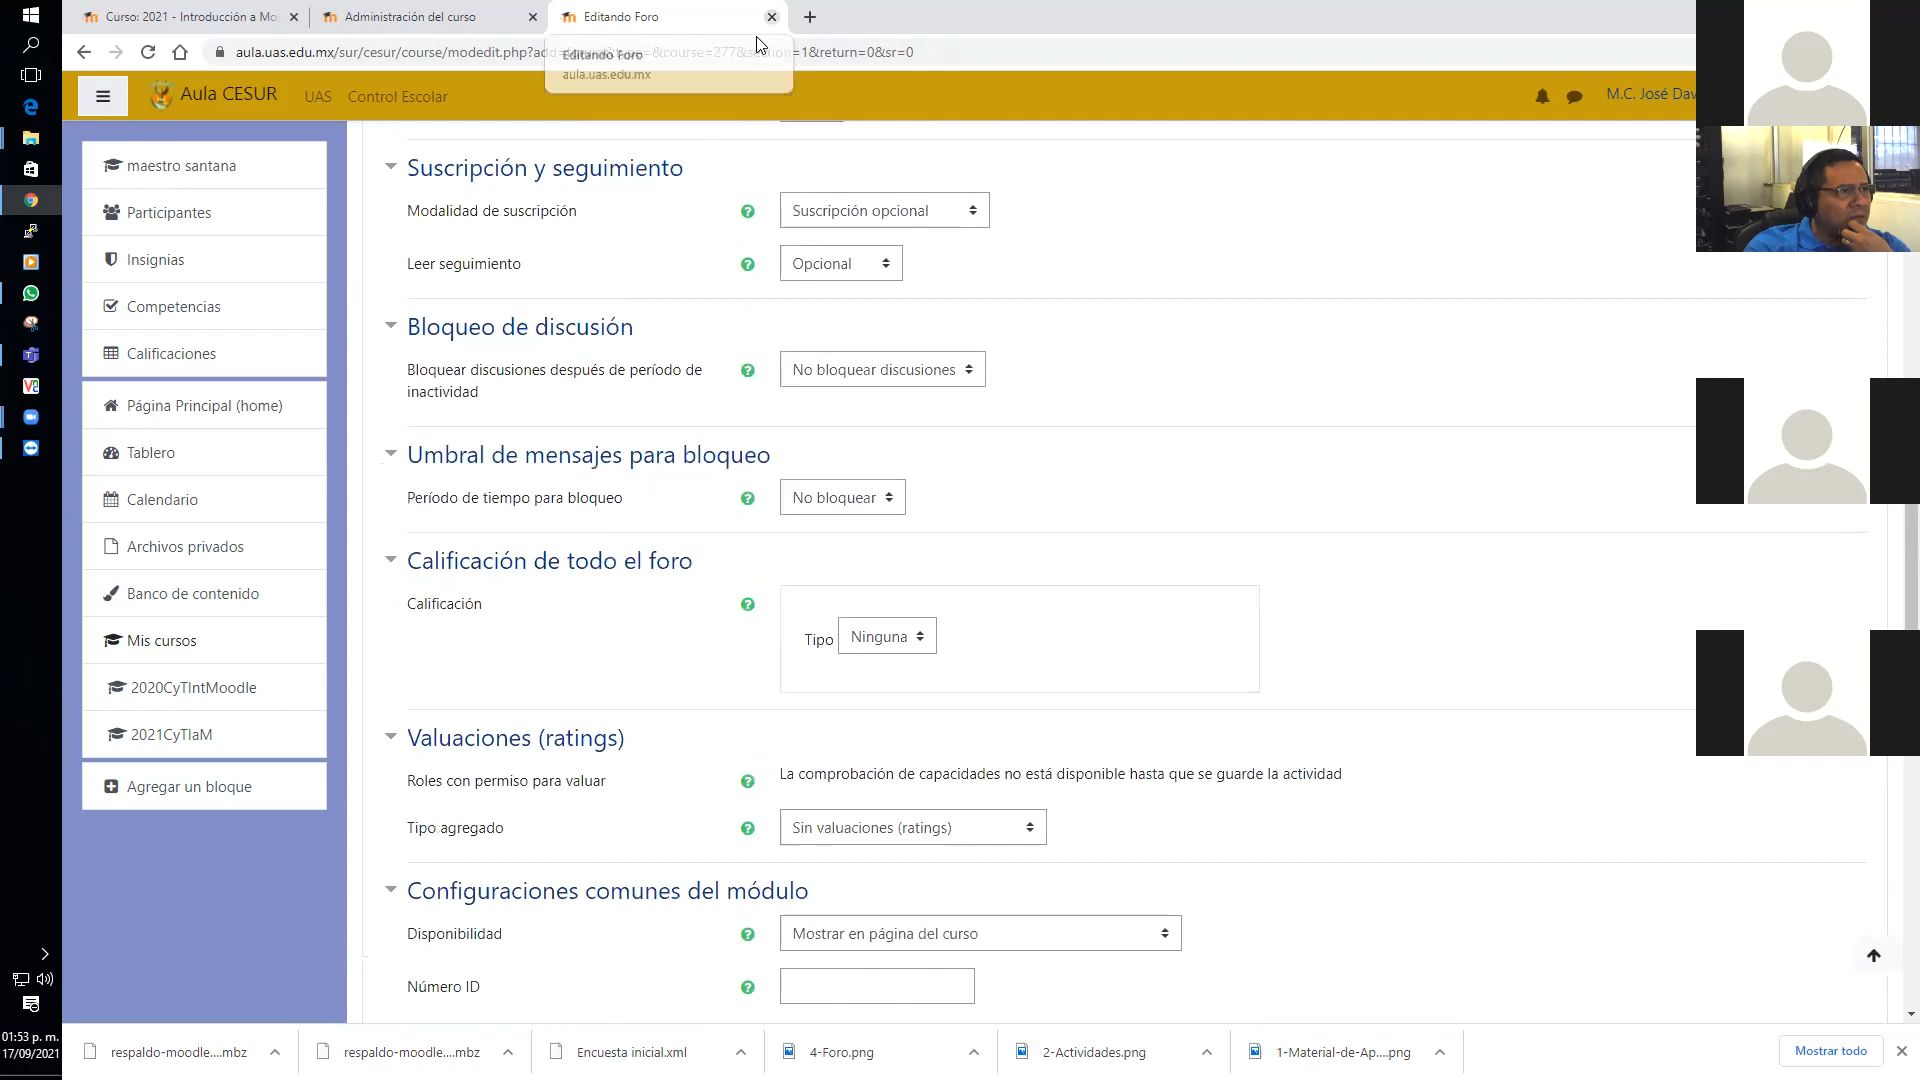 Curso: 2021 - Introducción a Mo
Administración del curso
Editando Foro
aula.uas.edu.mx/sur/cesur/course/modedit.php?add=
&course=277&section=1&return=0&sr=0
Editando Foro
aula.uas.edu.mx
Aula CESUR
UAS
Control Escolar
M.C. José Dav
maestro santana
Participantes
Insignias
Competencias
Calificaciones
Página Principal (home)
Tablero
Calendario
Archivos privados
Banco de contenido
Mis cursos
2020CyTIntMoodle
2021CyTIaM
Agregar un bloque
Suscripción y seguimiento
Modalidad de suscripción
Suscripción opcional
Leer seguimiento
Opcional
Bloqueo de discusión
Bloquear discusiones después de período de
inactividad
No bloquear discusiones
Umbral de mensajes para bloqueo
Período de tiempo para bloqueo
No bloquear
Calificación de todo el foro
Calificación
Tipo
Ninguna
Valuaciones (ratings)
Roles con permiso para valuar
La comprobación de capacidades no está disponible hasta que se guarde la actividad
Tipo agregado
Sin valuaciones (ratings)
Configuraciones comunes del módulo
Disponibilidad
Mostrar en página del curso
Número ID
01:53 p. m.
17/09/2021
respaldo-moodle....mbz
respaldo-moodle....mbz
Encuesta inicial.xml
4-Foro.png
2-Actividades.png
1-Material-de-Ap....png
Mostrar todo